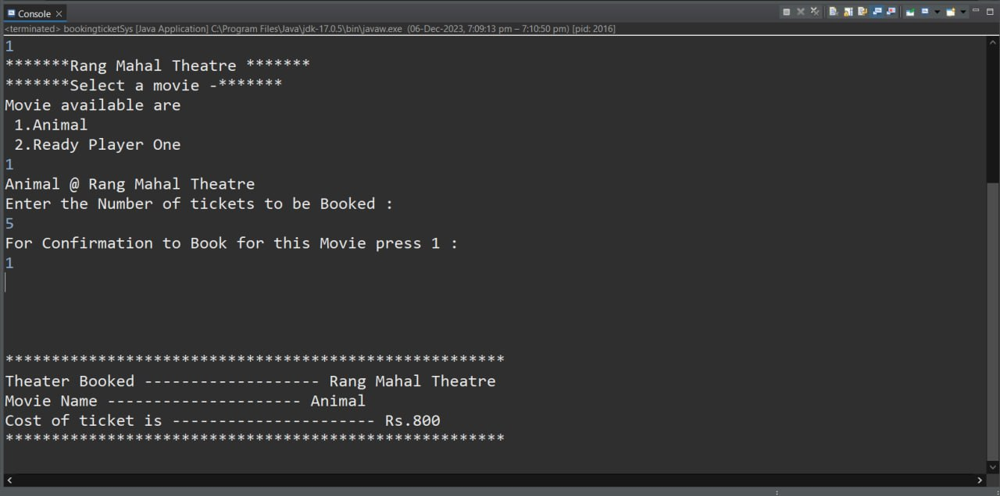 Console
<terminated> bookingticketSys [Java Application] C:\Program Files\Java\jdk-17.0.5\bin\javaw.exe (06-Dec-2023, 7:09:13 pm – 7:10:50 pm) [pid: 2016]
1
*******Rang Mahal Theatre *******
*******Select a movie -*******
Movie available are
1.Animal
2.Ready Player One
1
Animal @ Rang Mahal Theatre
Enter the Number of tickets to be Booked :
5
For Confirmation to Book for this Movie press 1 :
1
******************************************************
Theater Booked ------------------- Rang Mahal Theatre
Movie Name --------------------- Animal
Cost of ticket is ---------------------- Rs.800
******************************************************